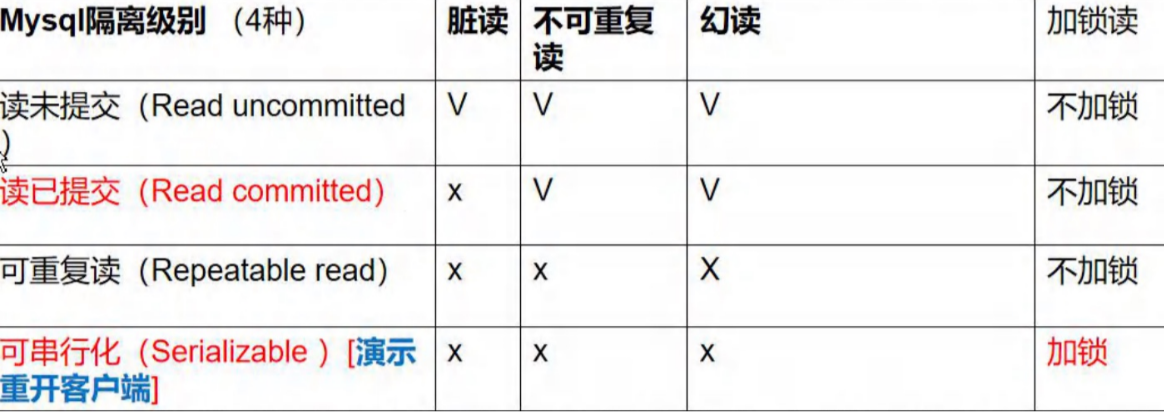 Mysql隔离级别 （4种） 脏读 不可重复读 幻读 加锁读
读未提交（Read uncommitted） V V V 不加锁
读已提交（Read committed） x V V 不加锁
可重复读（Repeatable read） x x X 不加锁
可串行化（Serializable ）[演示重开客户端] x x x 加锁